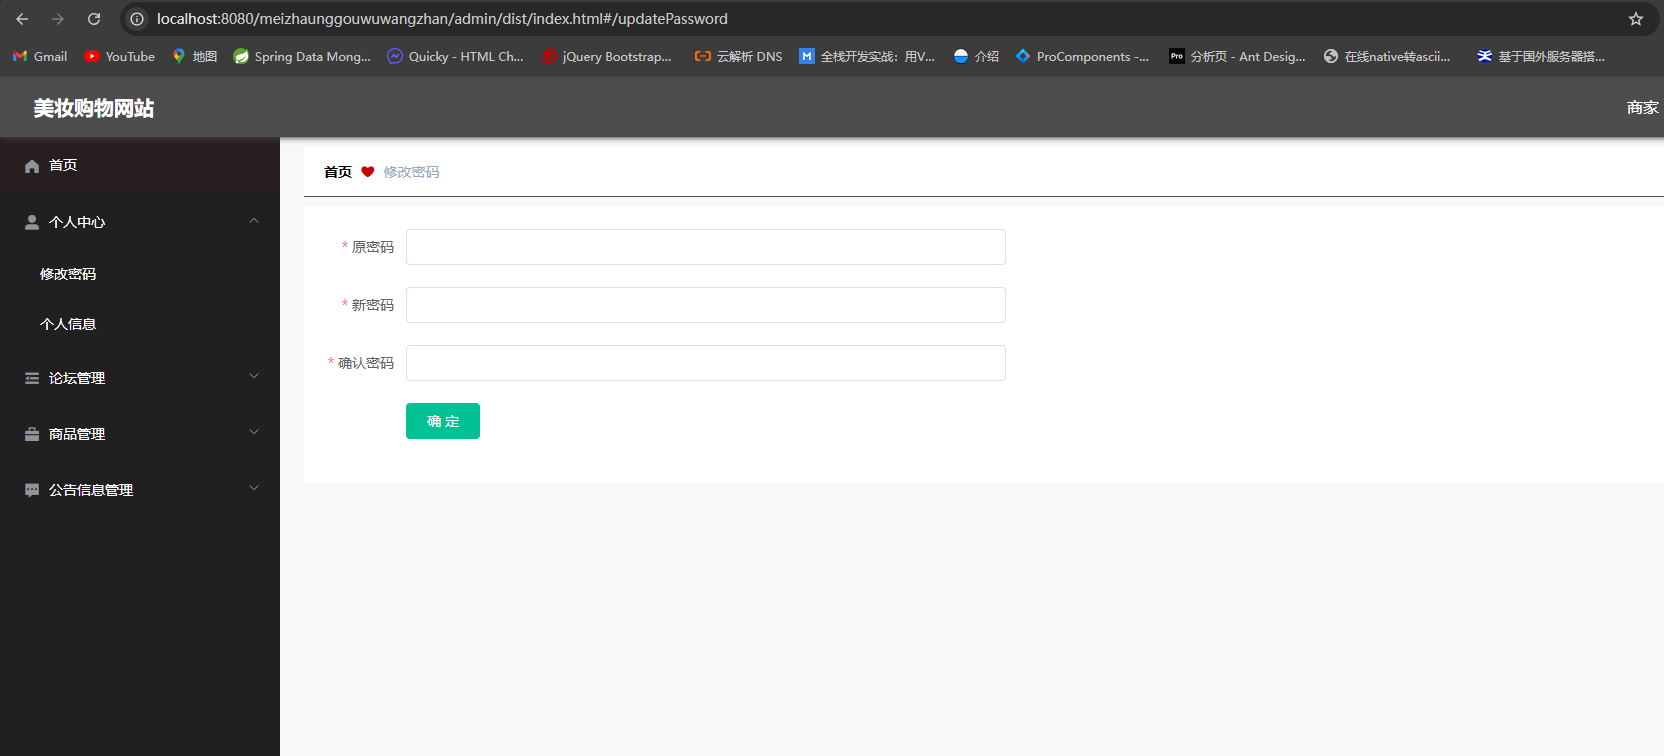 localhost:8080/meizhaunggouwuwangzhan/admin/dist/index.html#/updatePassword
Gmail YouTube 地图 Spring Data Mong... Quicky - HTML Ch... jQuery Bootstrap... 云解析 DNS M 全栈开发实战：用V... 介绍 ProComponents -... Pro 分析页 - Ant Desig... 在线native转ascii... 基于国外服务器搭...
美妆购物网站 商家
首页
首页 修改密码
个人中心
* 原密码
修改密码
* 新密码
个人信息
* 确认密码
论坛管理
确 定
商品管理
公告信息管理